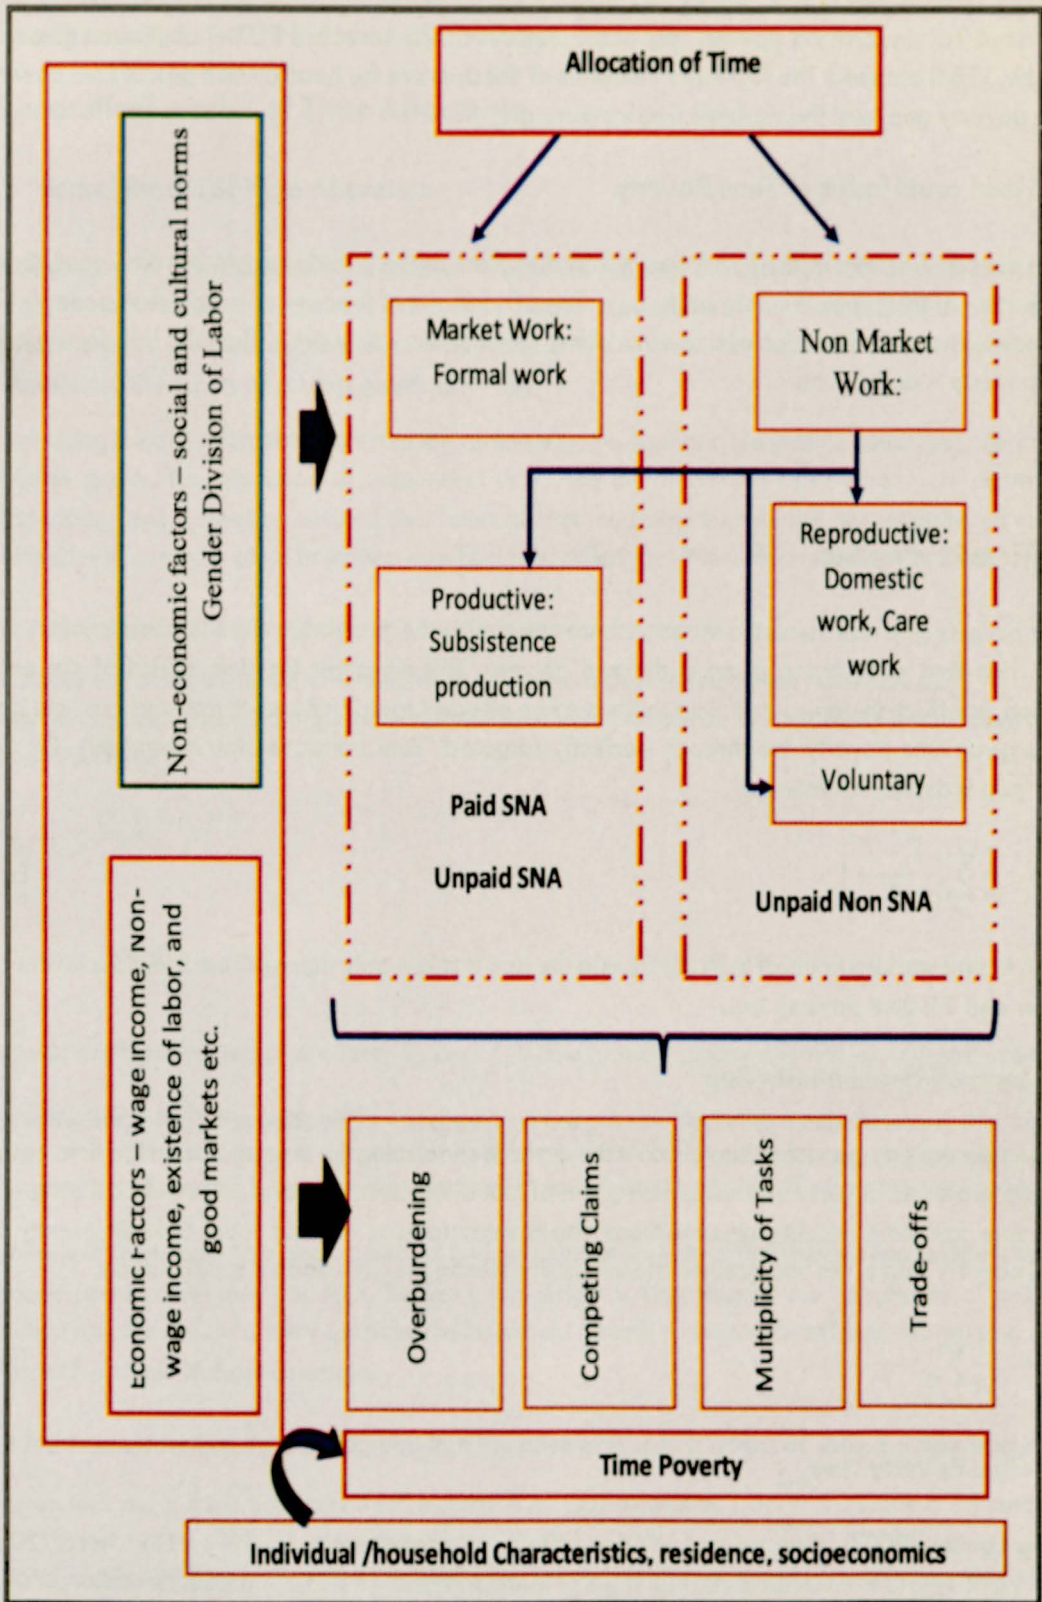 Allocation of Time
Non-economic factors – social and cultural norms
Gender Division of Labor
Market Work:
Formal work
Non Market
Work:
Productive:
Subsistence
production
Reproductive:
Domestic
work, Care
work
Voluntary
Paid SNA
Unpaid SNA
Unpaid Non SNA
Economic Factors – wage income, Non-
wage income, existence of labor, and
good markets etc.
Overburdening
Competing Claims
Multiplicity of Tasks
Trade-offs
Time Poverty
Individual /household Characteristics, residence, socioeconomics